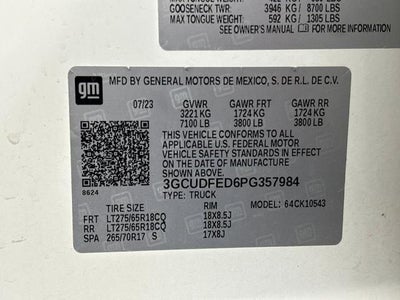 GOOSENECK TWR: 3946 KG / 8700 LBS
MAX TONGUE WEIGHT: 592 KG / 1305 LBS
SEE OWNER'S MANUAL FOR MORE INFORMATION
gm
MFD BY GENERAL MOTORS DE MEXICO, S. DE R.L. DE C.V.
07/23 GVWR GAWR FRT GAWR RR
3221 KG 1724 KG 1724 KG
7100 LB 3800 LB 3800 LB
THIS VEHICLE CONFORMS TO ALL
APPLICABLE U.S. FEDERAL MOTOR
VEHICLE SAFETY STANDARDS IN
EFFECT ON THE DATE OF
MANUFACTURE SHOWN ABOVE.
8624
3GCUDFED6PG357984
TYPE: TRUCK MODEL: 64CK10543
TIRE SIZE RIM
FRT LT275/65R18CQ 18X8.5J
RR LT275/65R18CQ 18X8.5J
SPA 265/70R17 S 17X8J